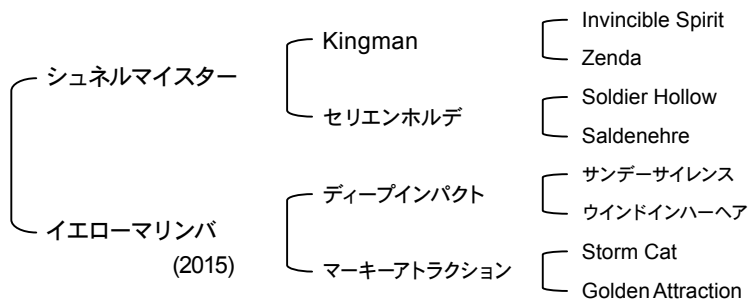 シュネルマイスター
Kingman
Invincible Spirit
Zenda
セリエンホルデ
Soldier Hollow
Saldenehre
イエローマリンバ
(2015)
ディープインパクト
サンデーサイレンス
ウインドインハーヘア
マーキーアトラクション
Storm Cat
Golden Attraction